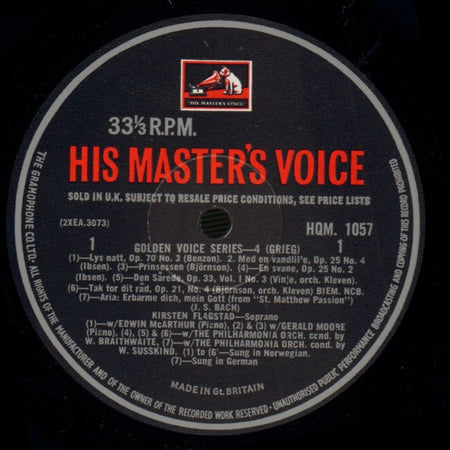 "HIS MASTER'S VOICE"
33⅓ R.P.M.
HIS MASTER'S VOICE
SOLD IN U.K. SUBJECT TO RESALE PRICE CONDITIONS, SEE PRICE LISTS
(2XEA.3073)
HQM. 1057
1
GOLDEN VOICE SERIES—4 (GRIEG)
1
(1)—Lys natt, Op. 70 No. 3 (Benzon). 2. Med en vandlilje, Op. 25 No. 4
(Ibsen). (3)—Prinsessen (Björnson). (4)—En svane, Op. 25 No. 2
(Ibsen). (5)—Den Särede, Op. 33, Vol. I No. 3 (Vinje, orch. Kleven).
(6)—Tak for dit råd, Op. 21, No. 4 (Björnson, orch. Kleven) BIEM. NCB.
(7)—Aria: Erbarme dich, mein Gott (from "St. Matthew Passion")
(J. S. BACH)
KIRSTEN FLAGSTAD—Soprano
(1)—w/EDWIN McARTHUR (Piano), (2) & (3) w/GERALD MOORE
(Piano), (4), (5) & (6)—w/THE PHILHARMONIA ORCH. cond. by
W. BRAITHWAITE, (7)—w/THE PHILHARMONIA ORCH. cond. by
W. SUSSKIND. (1) to (6)—Sung in Norwegian.
(7)—Sung in German
MADE IN Gt. BRITAIN
THE GRAMOPHONE CO. LTD· ALL RIGHTS OF THE MANUFACTURER AND OF THE OWNER OF THE RECORDED WORK RESERVED · UNAUTHORISED PUBLIC PERFORMANCE BROADCASTING AND COPYING OF THIS RECORD PROHIBITED